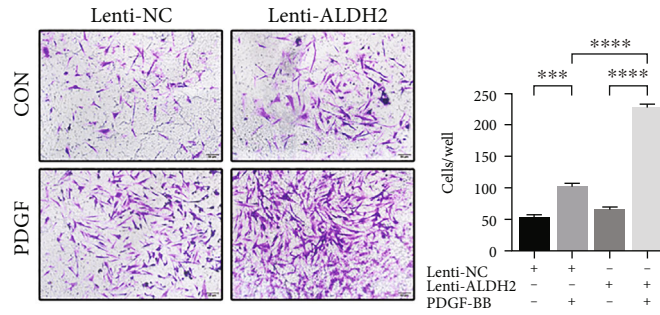 Lenti-NC Lenti-ALDH2
CON
PDGF
****
*** ****
Cells/well
250
200
150
100
50
0
Lenti-NC + + – –
Lenti-ALDH2 – – + +
PDGF-BB – + – +